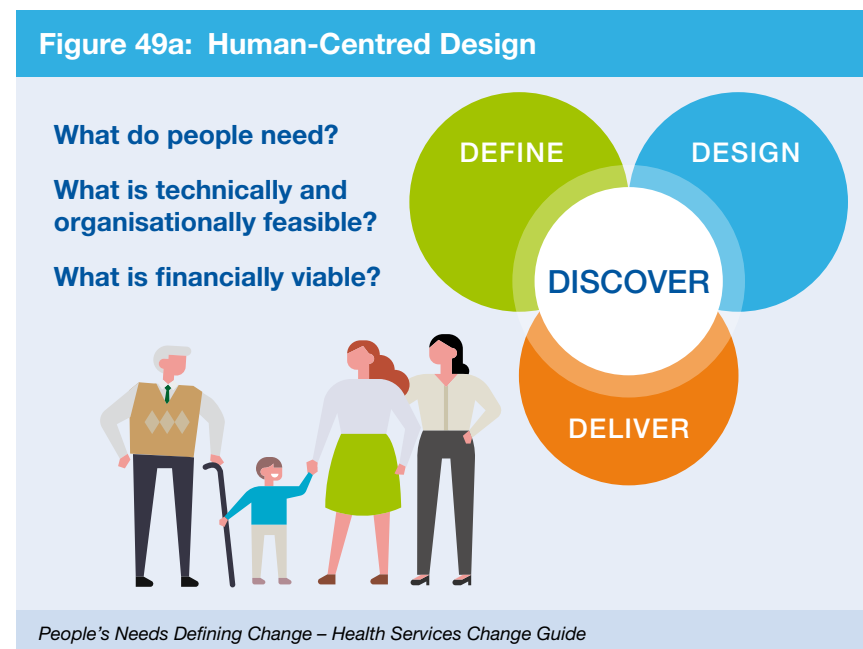 Figure 49a: Human-Centred Design
What do people need?
What is technically and
organisationally feasible?
What is financially viable?
DEFINE
DESIGN
DISCOVER
DELIVER
People's Needs Defining Change – Health Services Change Guide